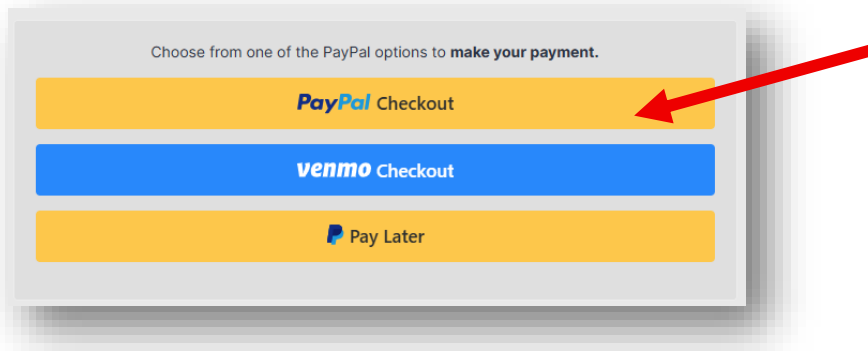 Choose from one of the PayPal options to make your payment.
PayPal Checkout
venmo Checkout
Pay Later